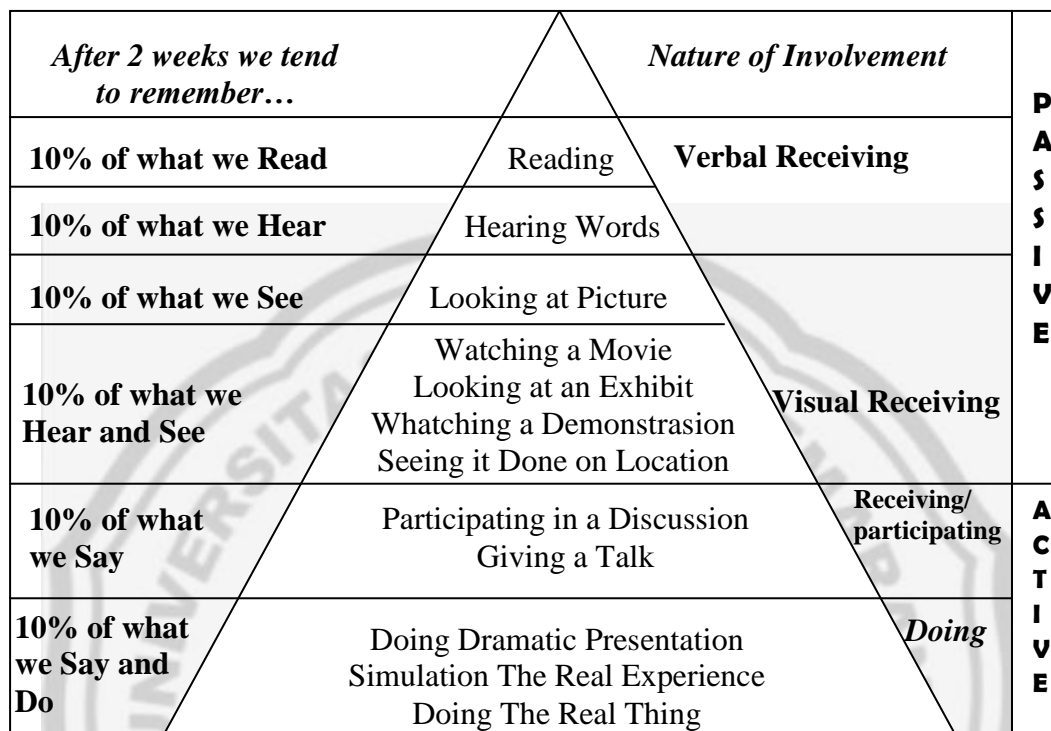 After 2 weeks we tend
to remember…
Nature of Involvement
10% of what we Read
Reading
Verbal Receiving
10% of what we Hear
Hearing Words
10% of what we See
Looking at Picture
10% of what we
Hear and See
Watching a Movie
Looking at an Exhibit
Whatching a Demonstrasion
Seeing it Done on Location
Visual Receiving
PASSIVE
10% of what
we Say
Participating in a Discussion
Giving a Talk
Receiving/
participating
10% of what
we Say and
Do
Doing Dramatic Presentation
Simulation The Real Experience
Doing The Real Thing
Doing
ACTIVE